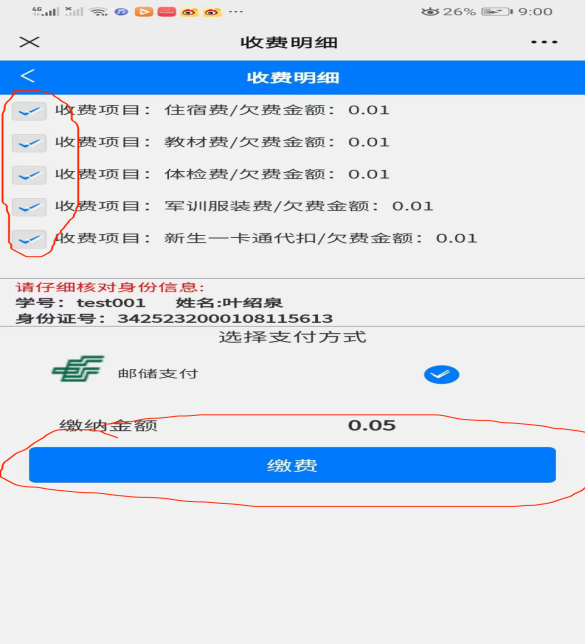 46 26% 9:00
收费明细
收费明细
收费项目：住宿费/欠费金额：0.01
收费项目：教材费/欠费金额：0.01
收费项目：体检费/欠费金额：0.01
收费项目：军训服装费/欠费金额：0.01
收费项目：新生一卡通代扣/欠费金额：0.01
请仔细核对身份信息:
学号：test001 姓名:叶绍泉
身份证号：3425232000108115613
选择支付方式
邮储支付
缴纳金额 0.05
缴费